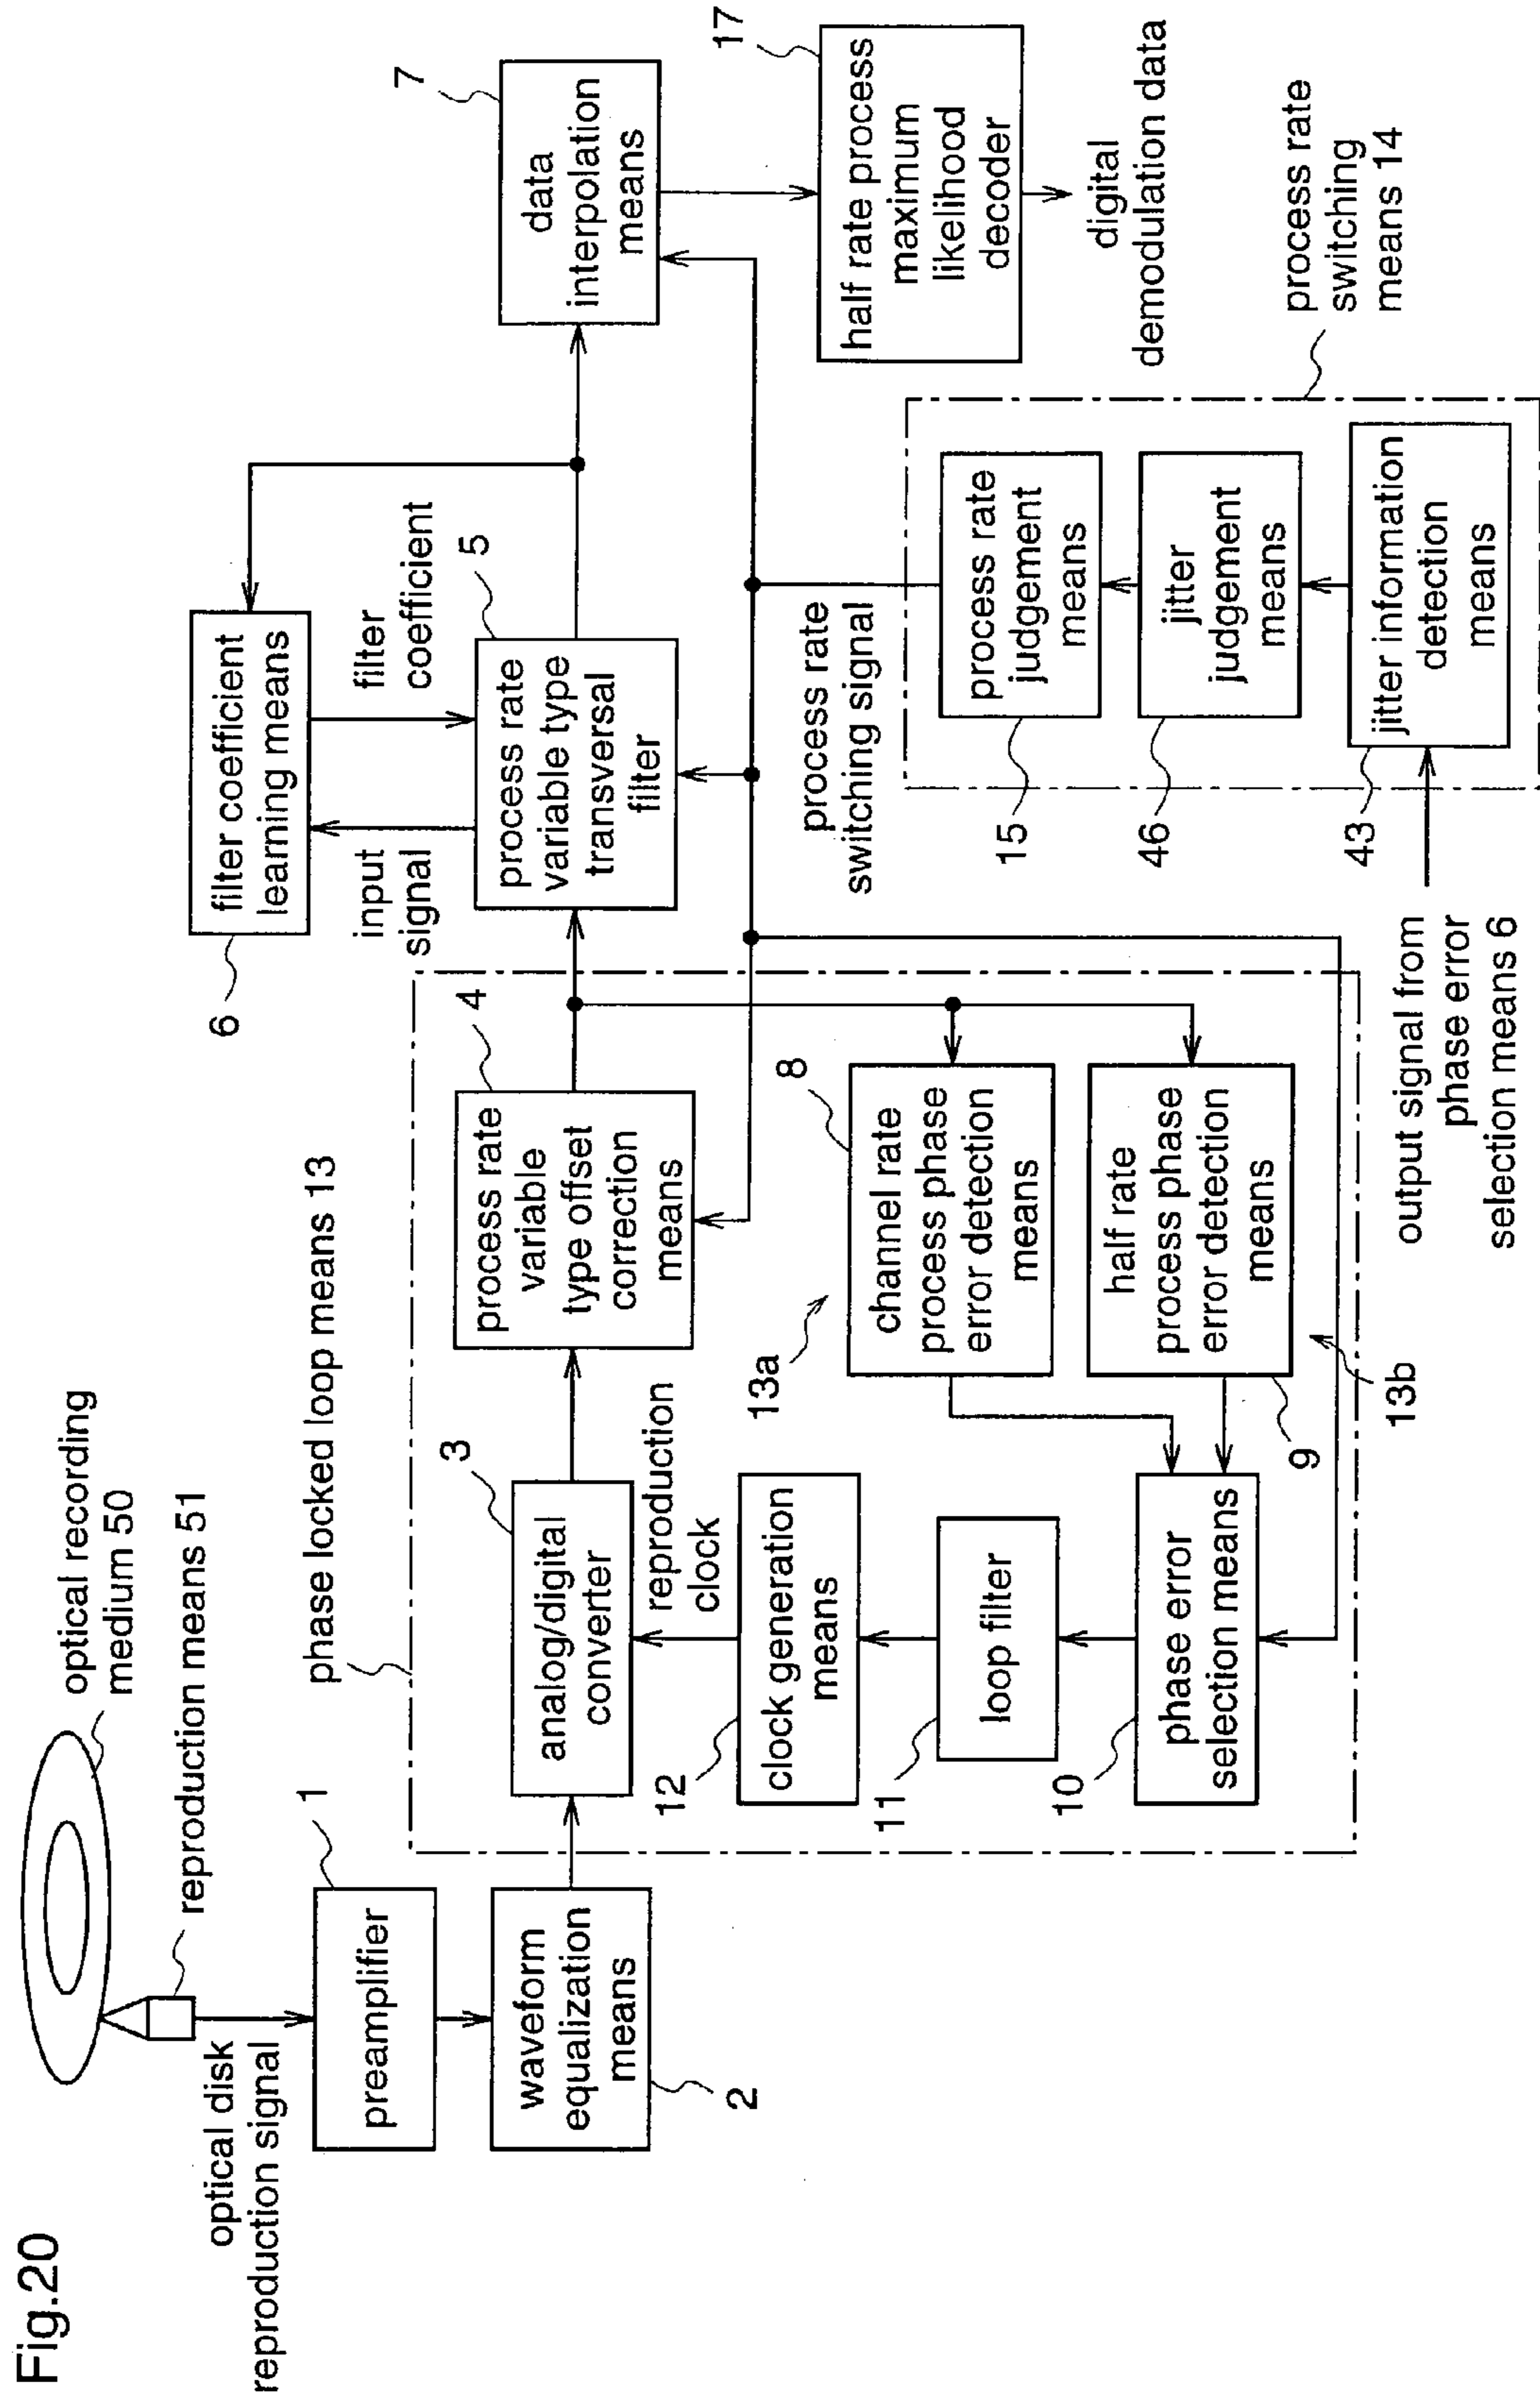 Fig.20
optical recording
medium 50
reproduction means 51
optical disk
reproduction signal
1
preamplifier
waveform
equalization
means
2
phase locked loop means 13
3
analog/digital
converter
reproduction
clock
4
process rate
variable
type offset
correction
means
12
clock generation
means
11
loop filter
10
phase error
selection means
13a
8
channel rate
process phase
error detection
means
half rate
process phase
error detection
means
9
13b
6
filter coefficient
learning means
input
signal
filter
coefficient
5
process rate
variable type
transversal
filter
7
data
interpolation
means
17
half rate process
maximum
likelihood
decoder
digital
demodulation data
process rate
switching signal
process rate
switching
means 14
15
process rate
judgement
means
46
jitter
judgement
means
43
jitter information
detection
means
output signal from
phase error
selection means 6